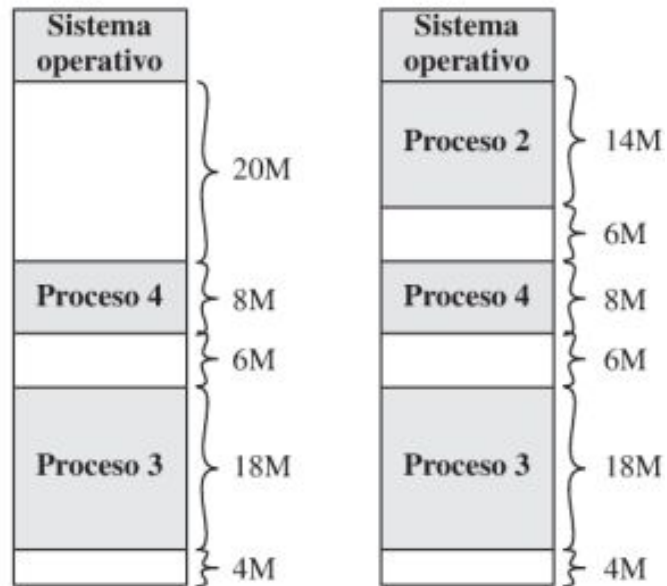 Sistema
operativo
20M
Proceso 4
8M
6M
Proceso 3
18M
4M
Sistema
operativo
Proceso 2
14M
6M
Proceso 4
8M
6M
Proceso 3
18M
4M